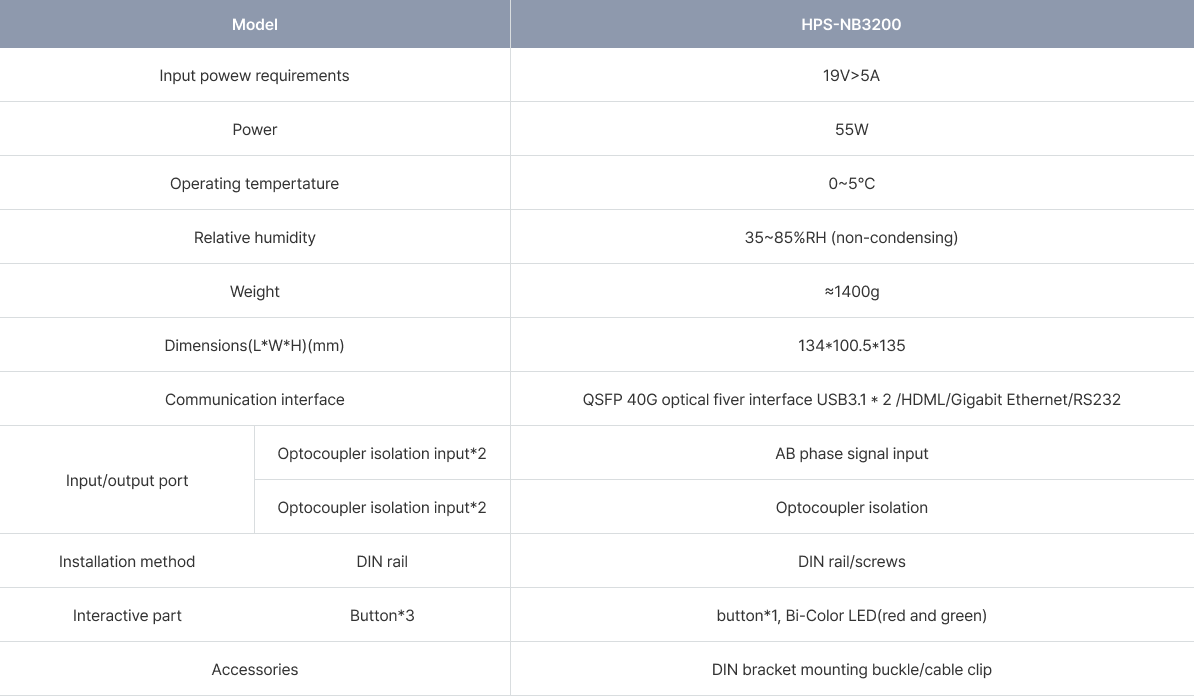 Model HPS-NB3200
Input powew requirements 19V>5A
Power 55W
Operating tempertature 0~5°C
Relative humidity 35~85%RH (non-condensing)
Weight ≈1400g
Dimensions(L*W*H)(mm) 134*100.5*135
Communication interface QSFP 40G optical fiver interface USB3.1 * 2 /HDML/Gigabit Ethernet/RS232
Input/output port
Optocoupler isolation input*2 AB phase signal input
Optocoupler isolation input*2 Optocoupler isolation
Installation method DIN rail DIN rail/screws
Interactive part Button*3 button*1, Bi-Color LED(red and green)
Accessories DIN bracket mounting buckle/cable clip